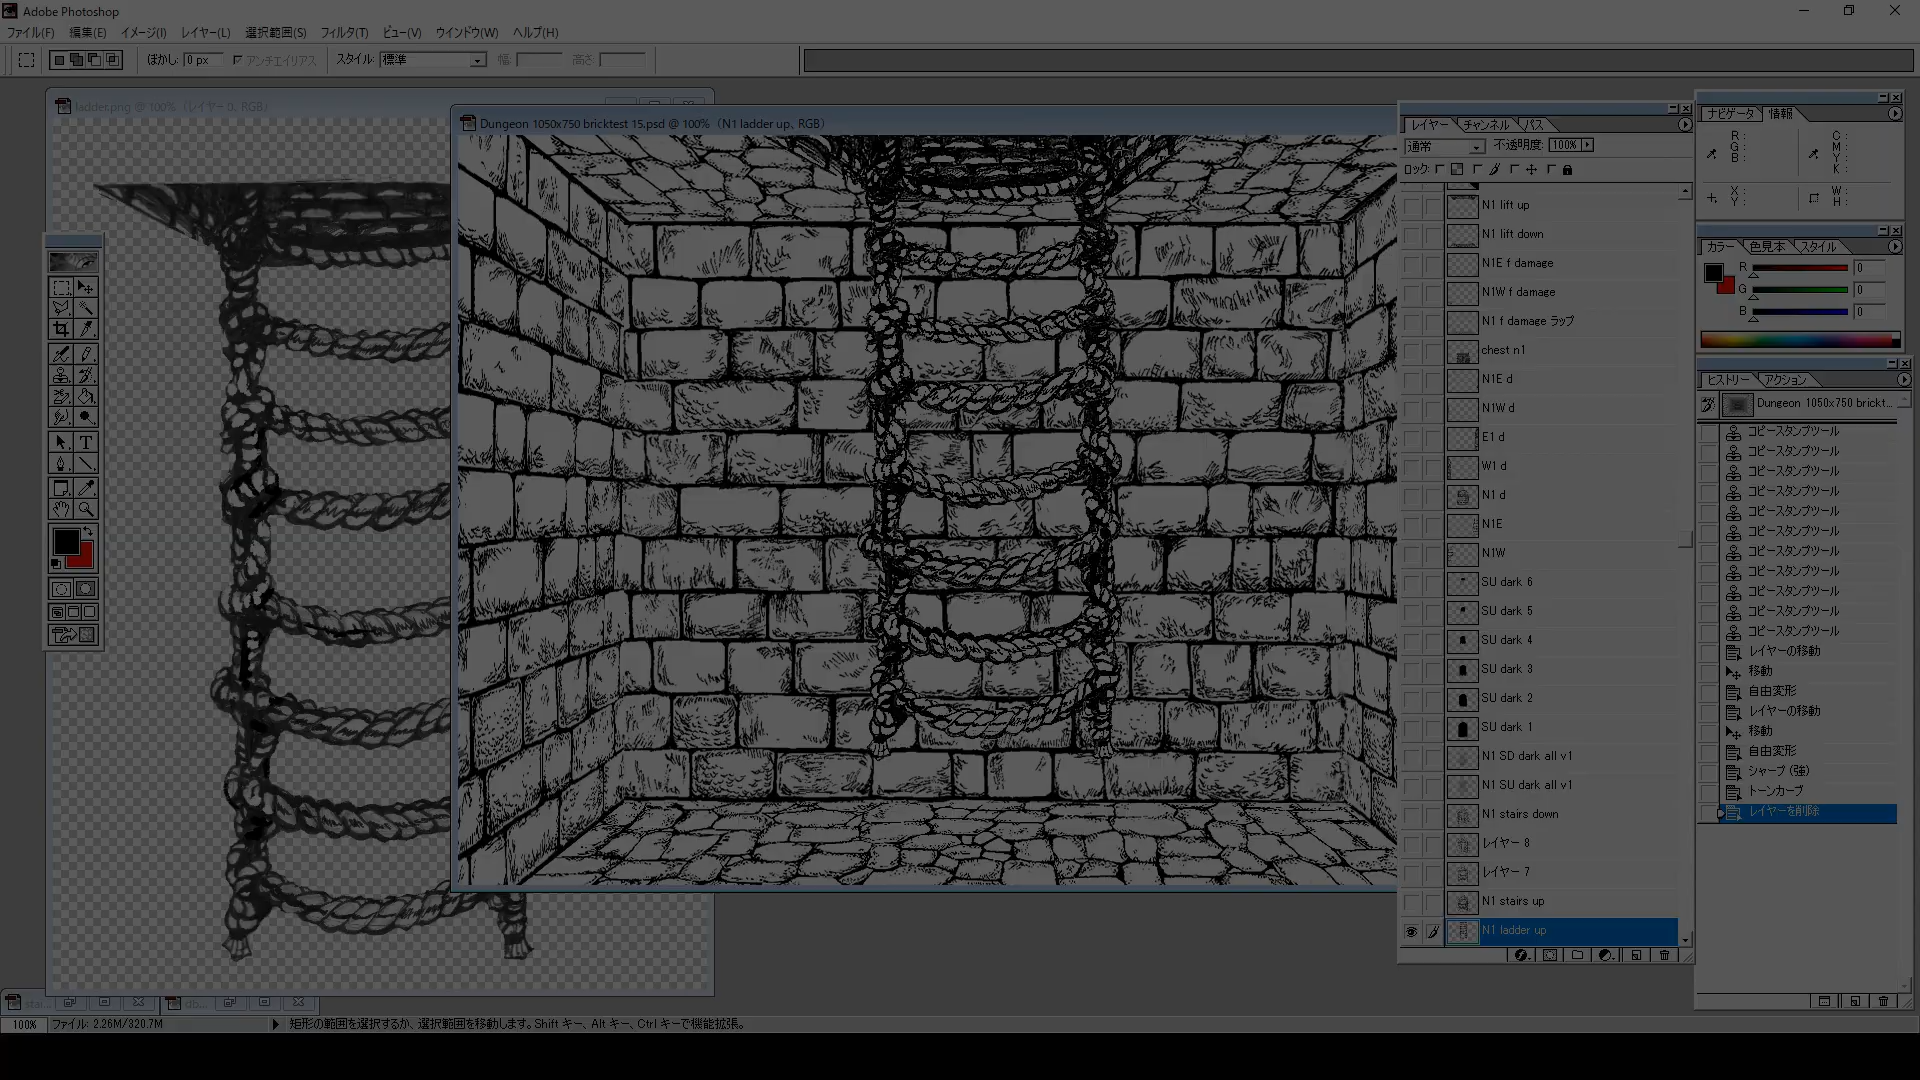 Adobe Photoshop
ファイル(F) 編集(E) イメージ(I) レイヤー(L) 選択範囲(S) フィルタ(T) ビュー(V) ウインドウ(W) ヘルプ(H)
ぼかし: 0 px アンチエイリアス スタイル: 標準 幅: 高さ:
ladder.png @ 100% (レイヤー 0, RGB)
Dungeon 1050x750 bricktest 15.psd @ 100% (N1 ladder up, RGB)
レイヤー チャンネル パス
通常 不透明度: 100%
ロック:
N1 lift up
N1 lift down
N1E f damage
N1W f damage
N1 f damage ラップ
chest n1
N1E d
N1W d
E1 d
W1 d
N1 d
N1E
N1W
SU dark 6
SU dark 5
SU dark 4
SU dark 3
SU dark 2
SU dark 1
N1 SD dark all v1
N1 SU dark all v1
N1 stairs down
レイヤー 8
レイヤー 7
N1 stairs up
N1 ladder up
ナビゲータ 情報
R :
G :
B :
C :
M :
Y :
K :
X :
Y :
W :
H :
カラー 色見本 スタイル
R 0
G 0
B 0
ヒストリー アクション
Dungeon 1050x750 brickt...
コピースタンプツール
コピースタンプツール
コピースタンプツール
コピースタンプツール
コピースタンプツール
コピースタンプツール
コピースタンプツール
コピースタンプツール
コピースタンプツール
コピースタンプツール
コピースタンプツール
レイヤーの移動
移動
自由変形
レイヤーの移動
移動
自由変形
シャープ (強)
トーンカーブ
レイヤーを削除
100% ファイル: 2.26M/320.7M 矩形の範囲を選択するか、選択範囲を移動します。Shift キー、Alt キー、Ctrl キーで機能拡張。